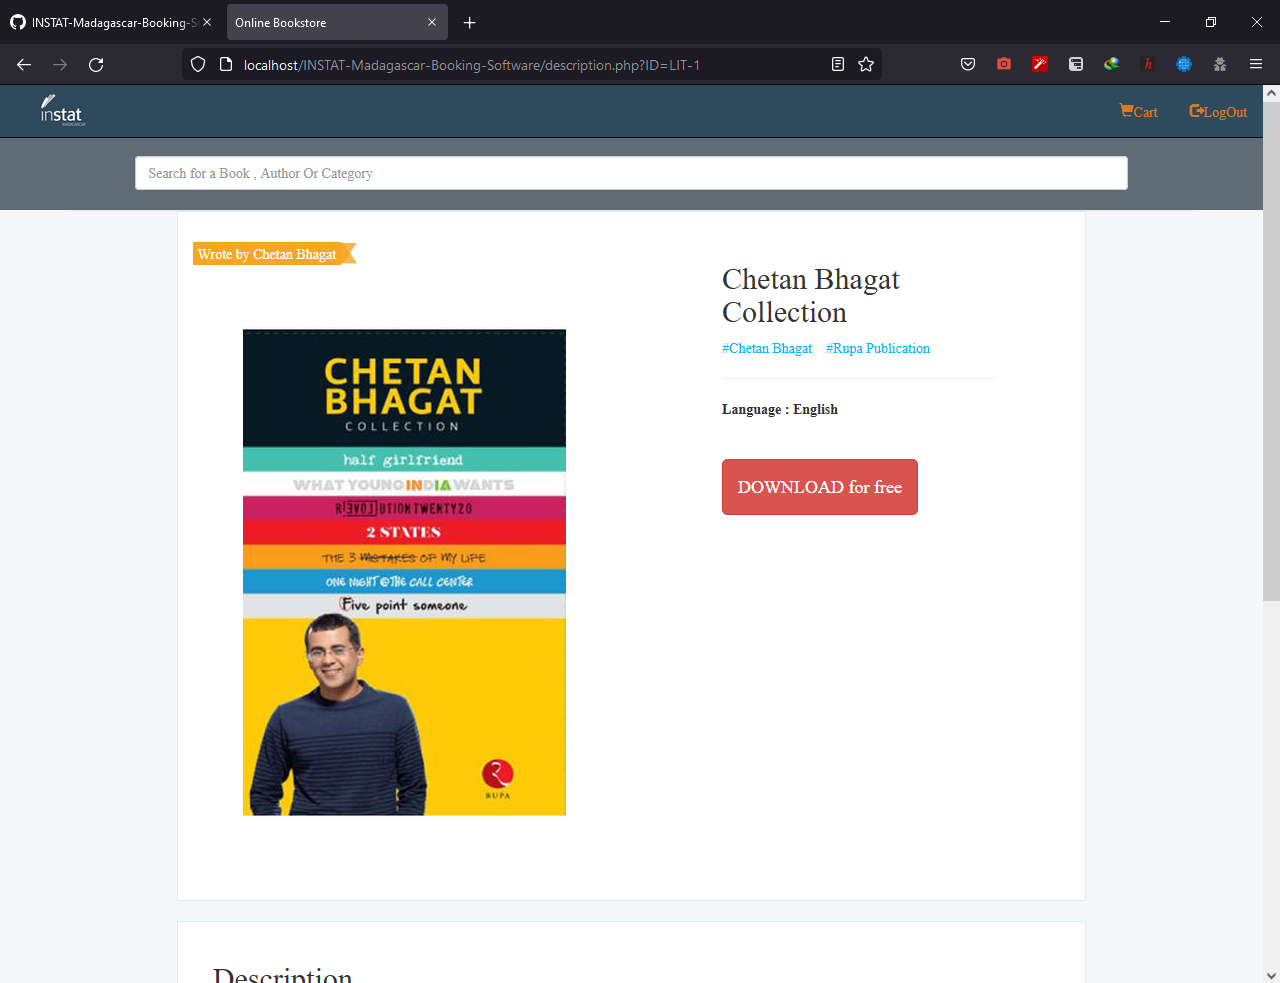 INSTAT-Madagascar-Booking-S
Online Bookstore
localhost/INSTAT-Madagascar-Booking-Software/description.php?ID=LIT-1
instat
Cart
LogOut
Search for a Book , Author Or Category
Wrote by Chetan Bhagat
Chetan Bhagat
Collection
#Chetan Bhagat #Rupa Publication
Language : English
DOWNLOAD for free
CHETAN
BHAGAT
COLLECTION
half girlfriend
WHAT YOUNG INDIA WANTS
REVOLUTION TWENTY20
2 STATES
THE 3 MISTAKES OF MY LIFE
ONE NIGHT @ THE CALL CENTER
Five point someone
RUPA
Description